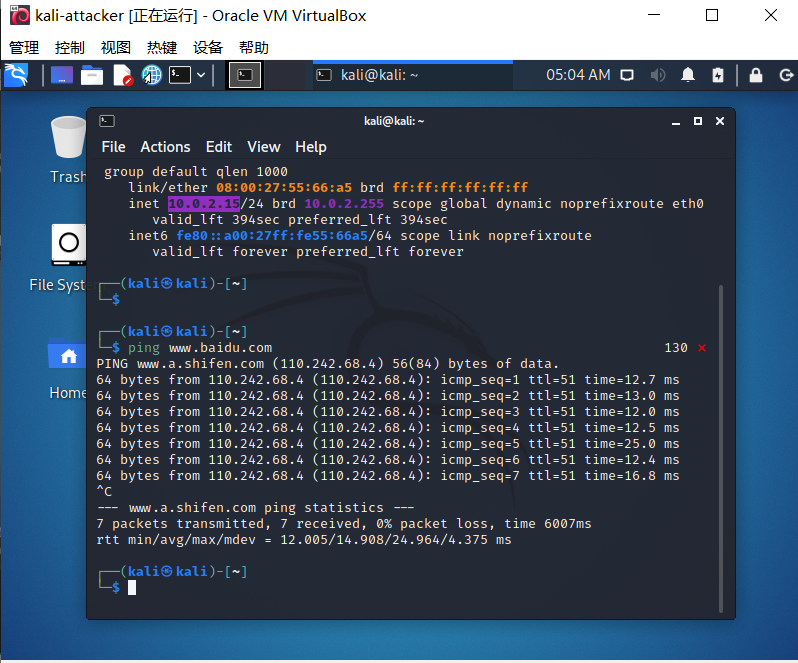 kali-attacker [正在运行] - Oracle VM VirtualBox
管理 控制 视图 热键 设备 帮助
kali@kali: ~ 05:04 AM
kali@kali: ~
File Actions Edit View Help
Trash
File Syst
Home
group default qlen 1000
link/ether 08:00:27:55:66:a5 brd ff:ff:ff:ff:ff:ff
inet 10.0.2.15/24 brd 10.0.2.255 scope global dynamic noprefixroute eth0
valid_lft 394sec preferred_lft 394sec
inet6 fe80::a00:27ff:fe55:66a5/64 scope link noprefixroute
valid_lft forever preferred_lft forever
┌──(kali㉿kali)-[~]
└─$
┌──(kali㉿kali)-[~]
└─$ ping www.baidu.com 130 ⨯
PING www.a.shifen.com (110.242.68.4) 56(84) bytes of data.
64 bytes from 110.242.68.4 (110.242.68.4): icmp_seq=1 ttl=51 time=12.7 ms
64 bytes from 110.242.68.4 (110.242.68.4): icmp_seq=2 ttl=51 time=13.0 ms
64 bytes from 110.242.68.4 (110.242.68.4): icmp_seq=3 ttl=51 time=12.0 ms
64 bytes from 110.242.68.4 (110.242.68.4): icmp_seq=4 ttl=51 time=12.5 ms
64 bytes from 110.242.68.4 (110.242.68.4): icmp_seq=5 ttl=51 time=25.0 ms
64 bytes from 110.242.68.4 (110.242.68.4): icmp_seq=6 ttl=51 time=12.4 ms
64 bytes from 110.242.68.4 (110.242.68.4): icmp_seq=7 ttl=51 time=16.8 ms
^C
--- www.a.shifen.com ping statistics ---
7 packets transmitted, 7 received, 0% packet loss, time 6007ms
rtt min/avg/max/mdev = 12.005/14.908/24.964/4.375 ms
┌──(kali㉿kali)-[~]
└─$